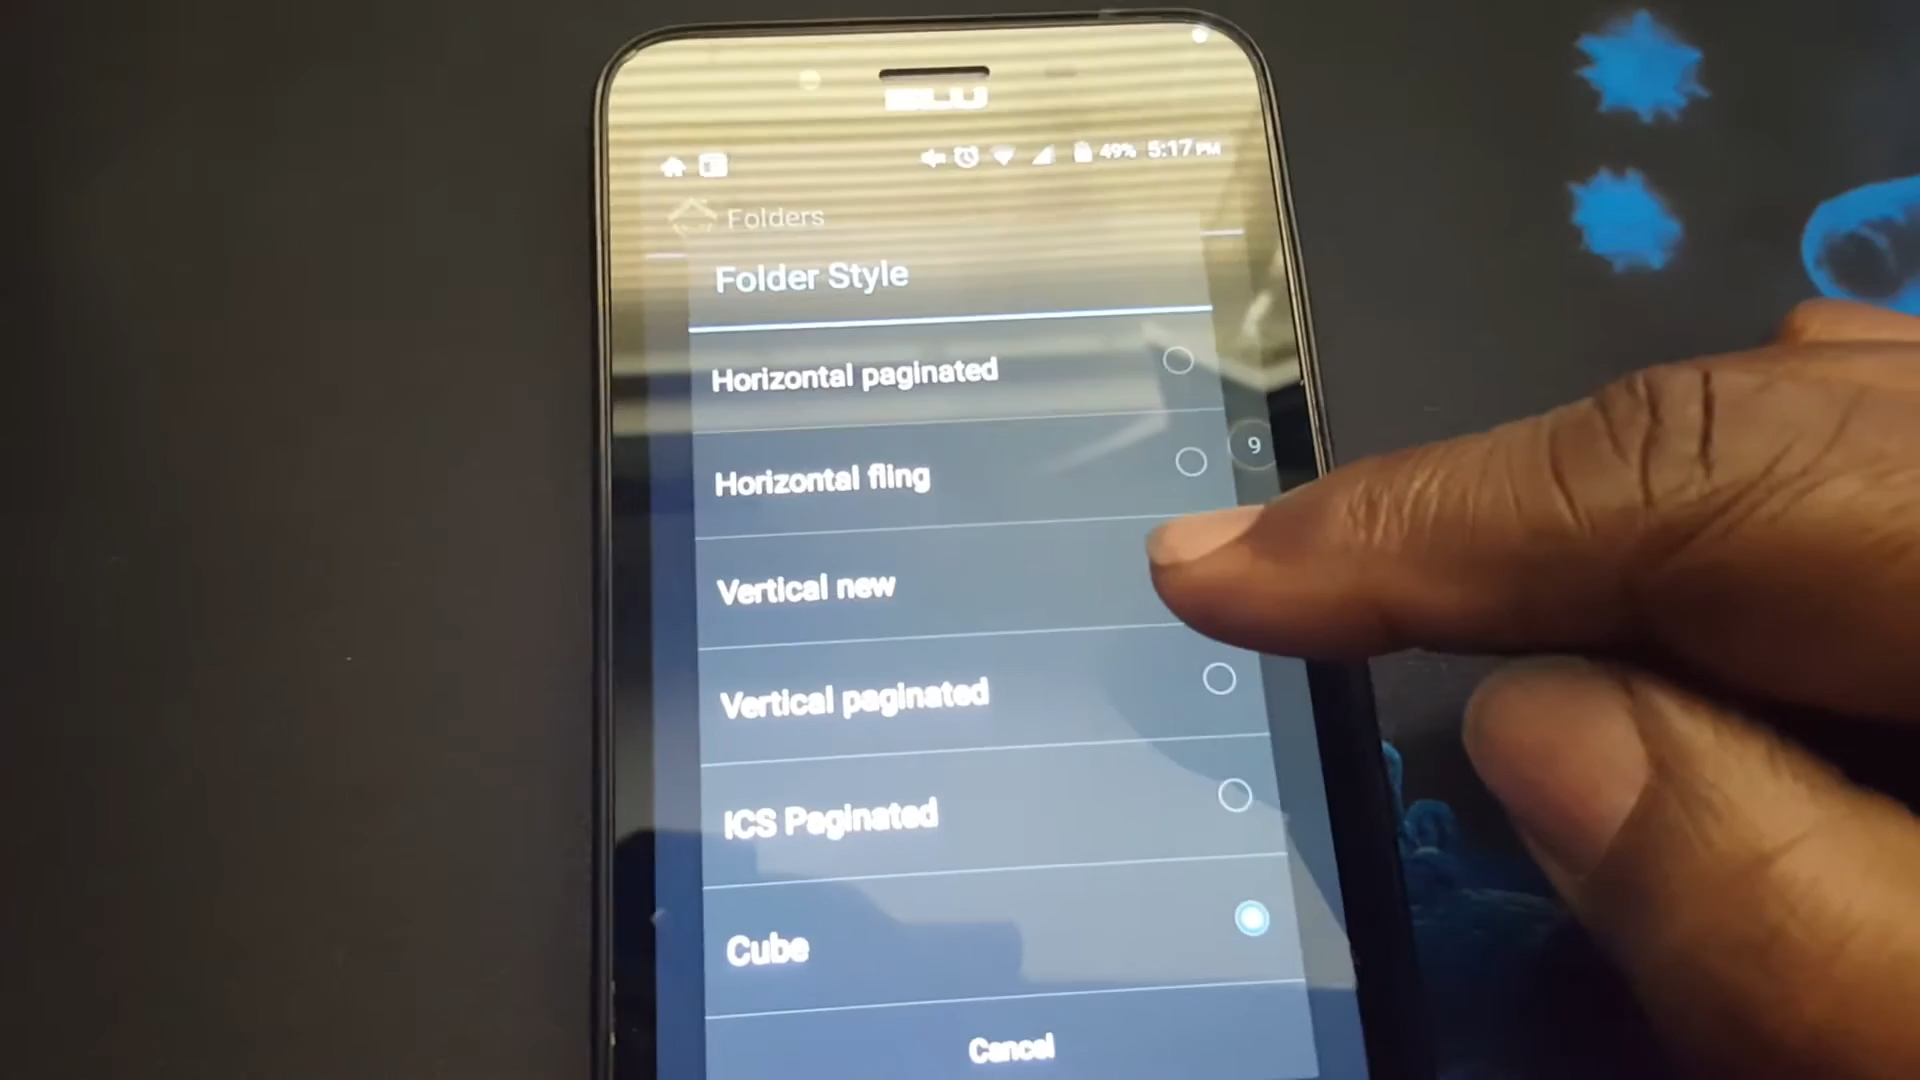 BLU
49% 5:17 PM
Folders
Folder Style
Horizontal paginated
9
Horizontal fling
Vertical new
Vertical paginated
ICS Paginated
Cube
Cancel